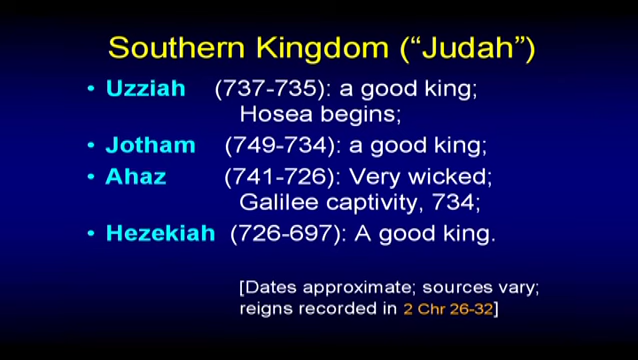 Southern Kingdom (“Judah”)
• Uzziah (737-735): a good king;
Hosea begins;
• Jotham (749-734): a good king;
• Ahaz (741-726): Very wicked;
Galilee captivity, 734;
• Hezekiah (726-697): A good king.
[Dates approximate; sources vary;
reigns recorded in 2 Chr 26-32]